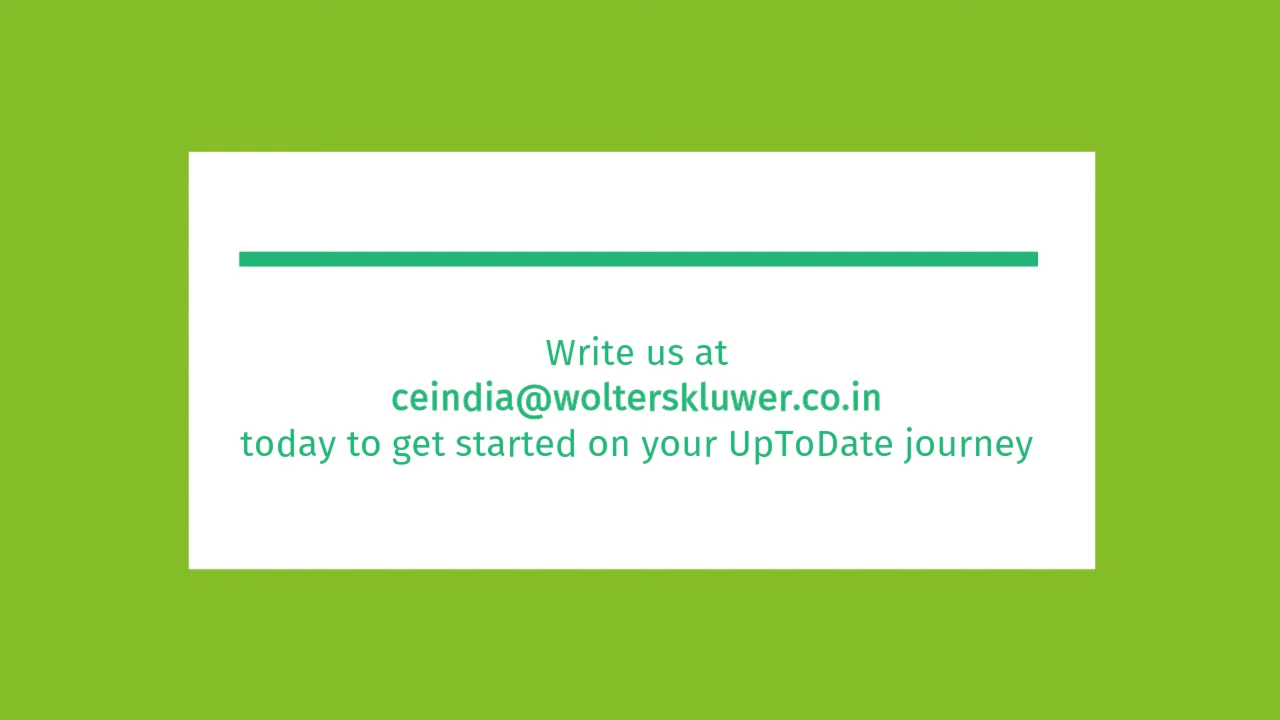 Write us at
ceindia@wolterskluwer.co.in
today to get started on your UpToDate journey